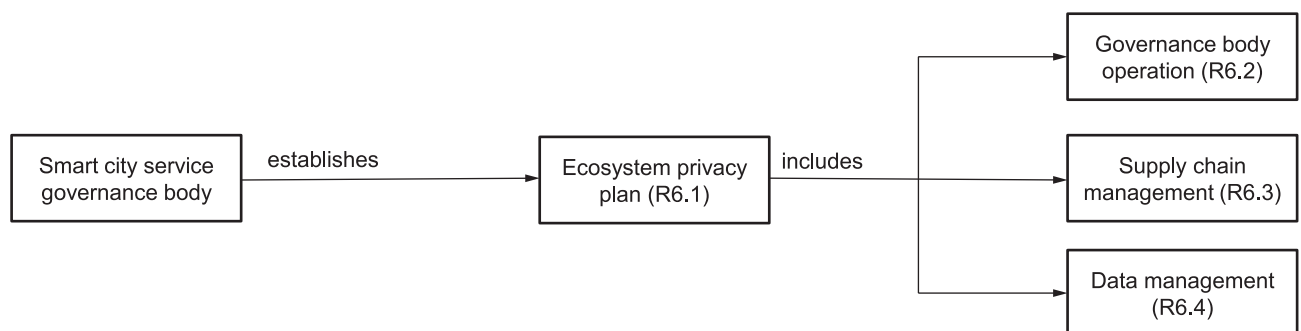 Smart city service
governance body
establishes
Ecosystem privacy
plan (R6.1)
includes
Governance body
operation (R6.2)
Supply chain
management (R6.3)
Data management
(R6.4)